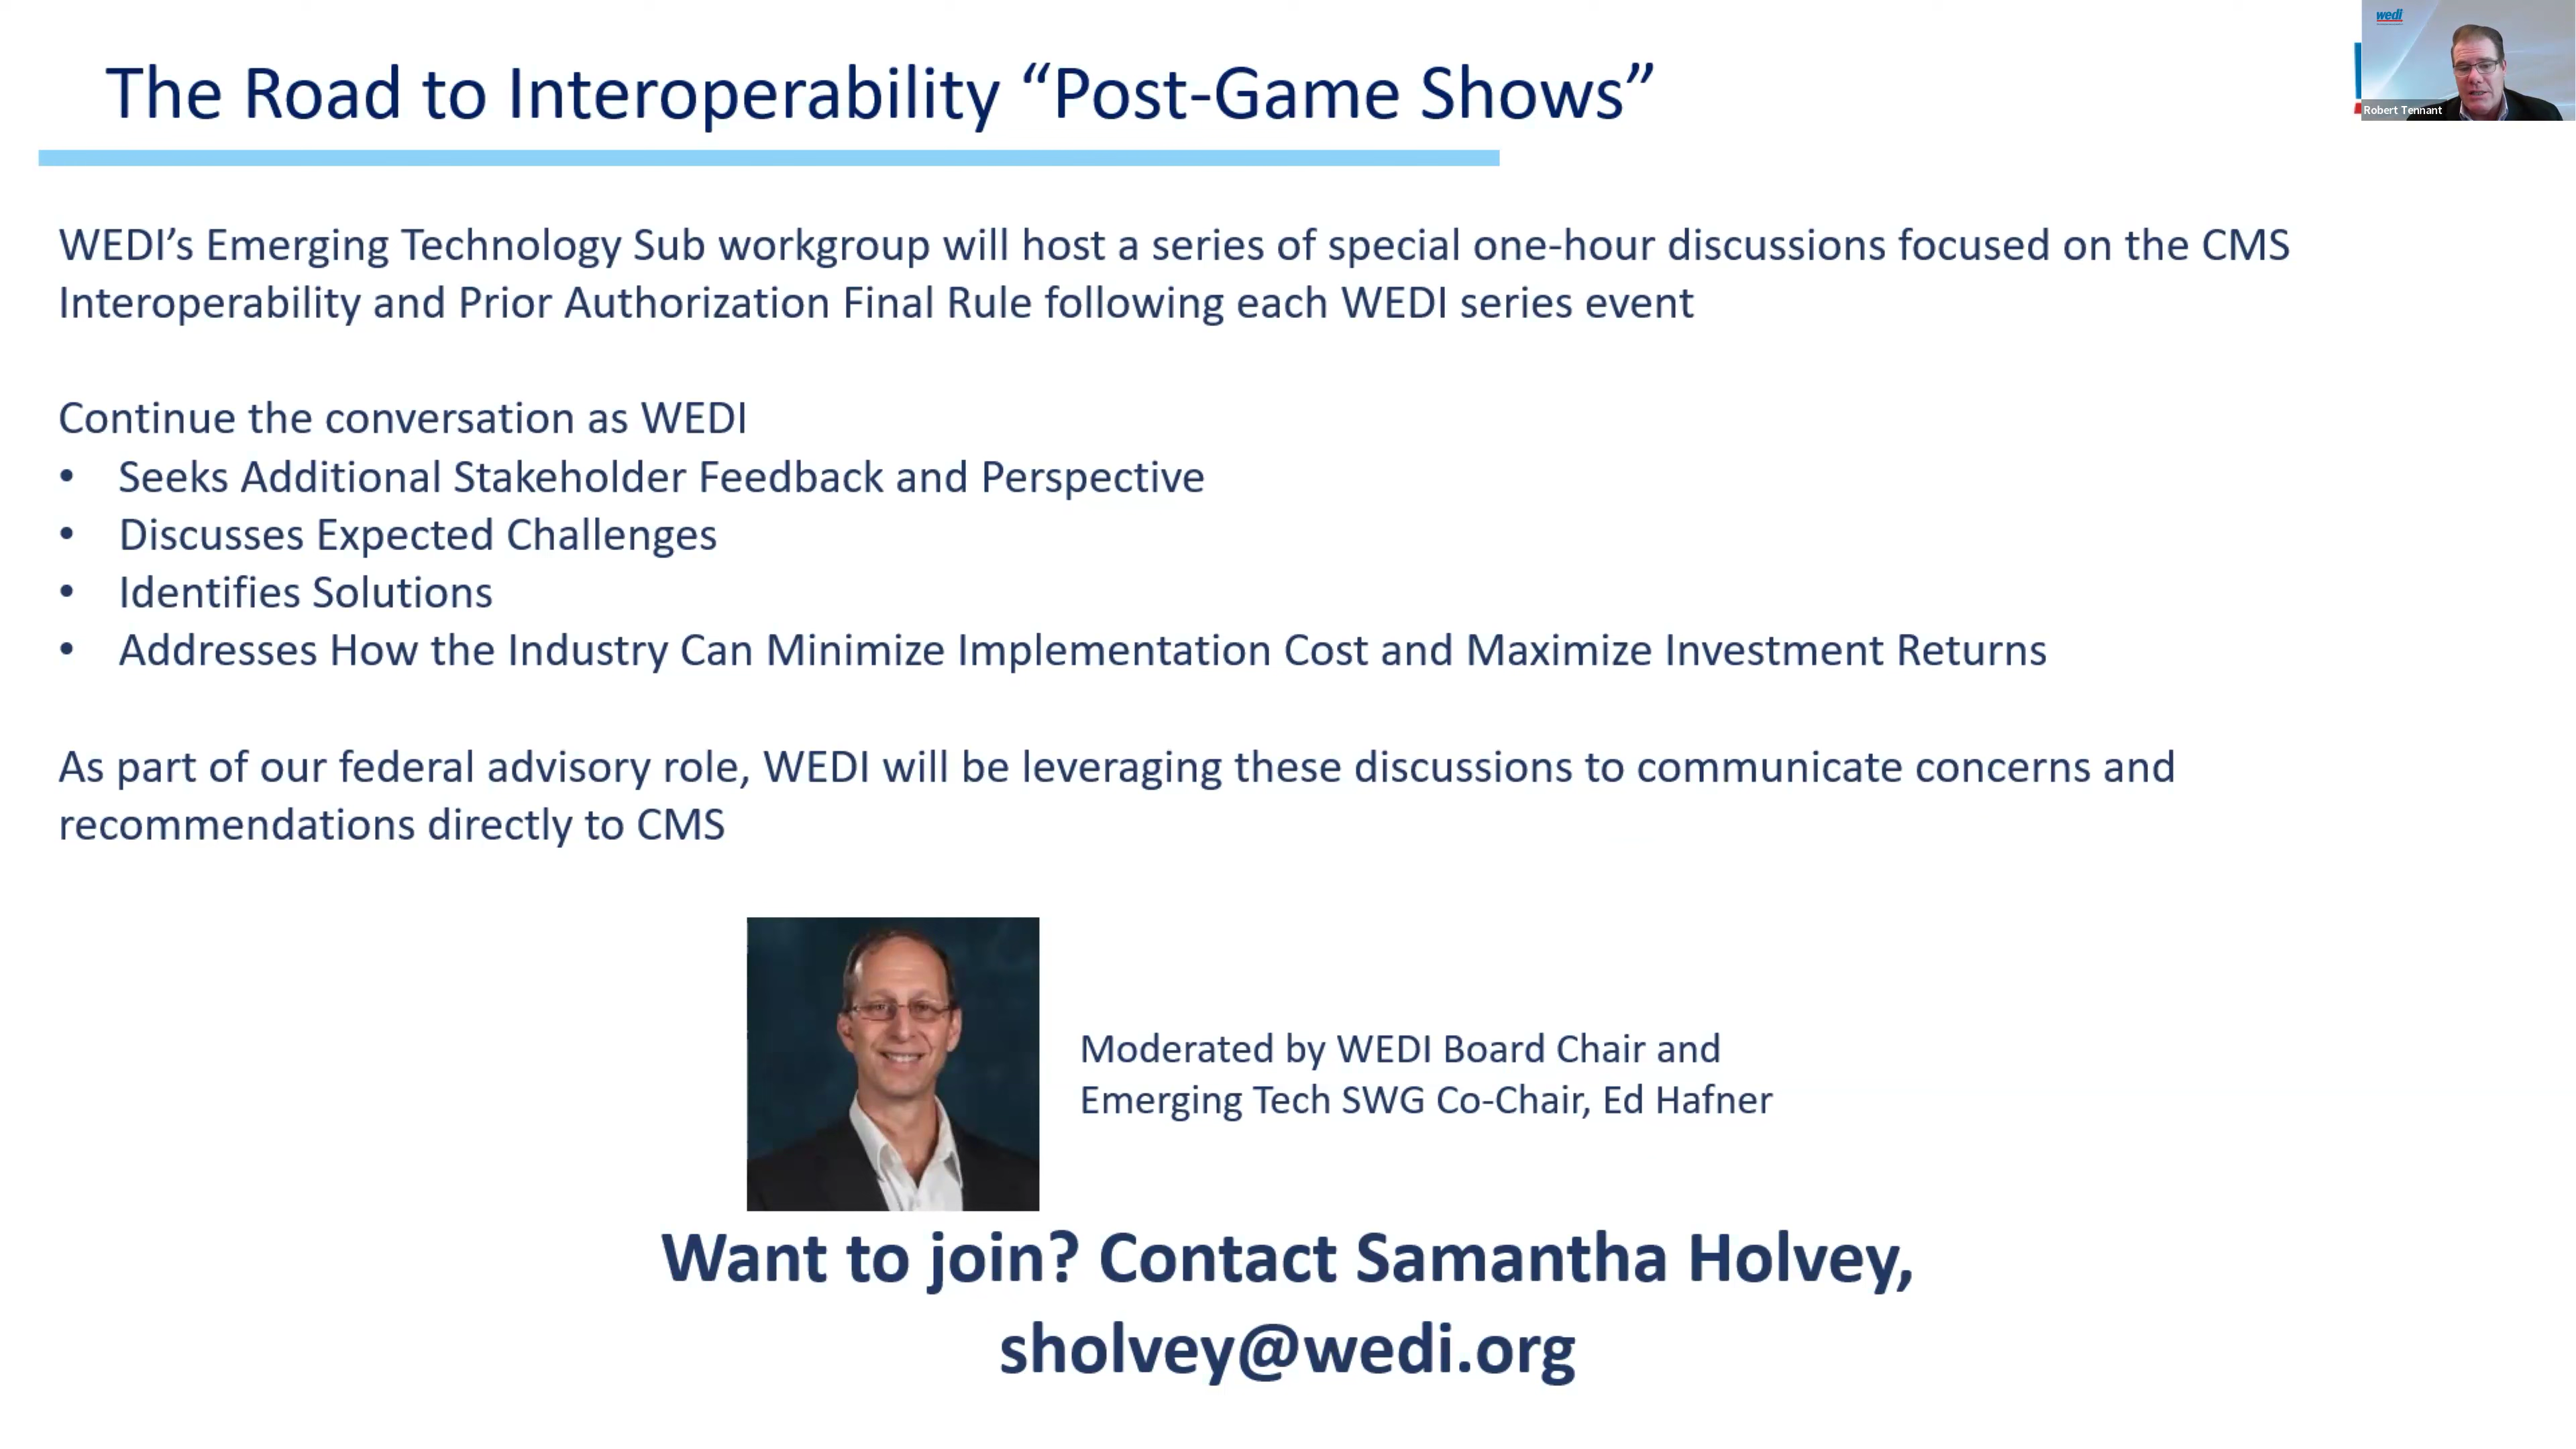 The Road to Interoperability “Post-Game Shows”
wedi
Robert Tennant
WEDI’s Emerging Technology Sub workgroup will host a series of special one-hour discussions focused on the CMS
Interoperability and Prior Authorization Final Rule following each WEDI series event
Continue the conversation as WEDI
• Seeks Additional Stakeholder Feedback and Perspective
• Discusses Expected Challenges
• Identifies Solutions
• Addresses How the Industry Can Minimize Implementation Cost and Maximize Investment Returns
As part of our federal advisory role, WEDI will be leveraging these discussions to communicate concerns and
recommendations directly to CMS
Moderated by WEDI Board Chair and
Emerging Tech SWG Co-Chair, Ed Hafner
Want to join? Contact Samantha Holvey,
sholvey@wedi.org